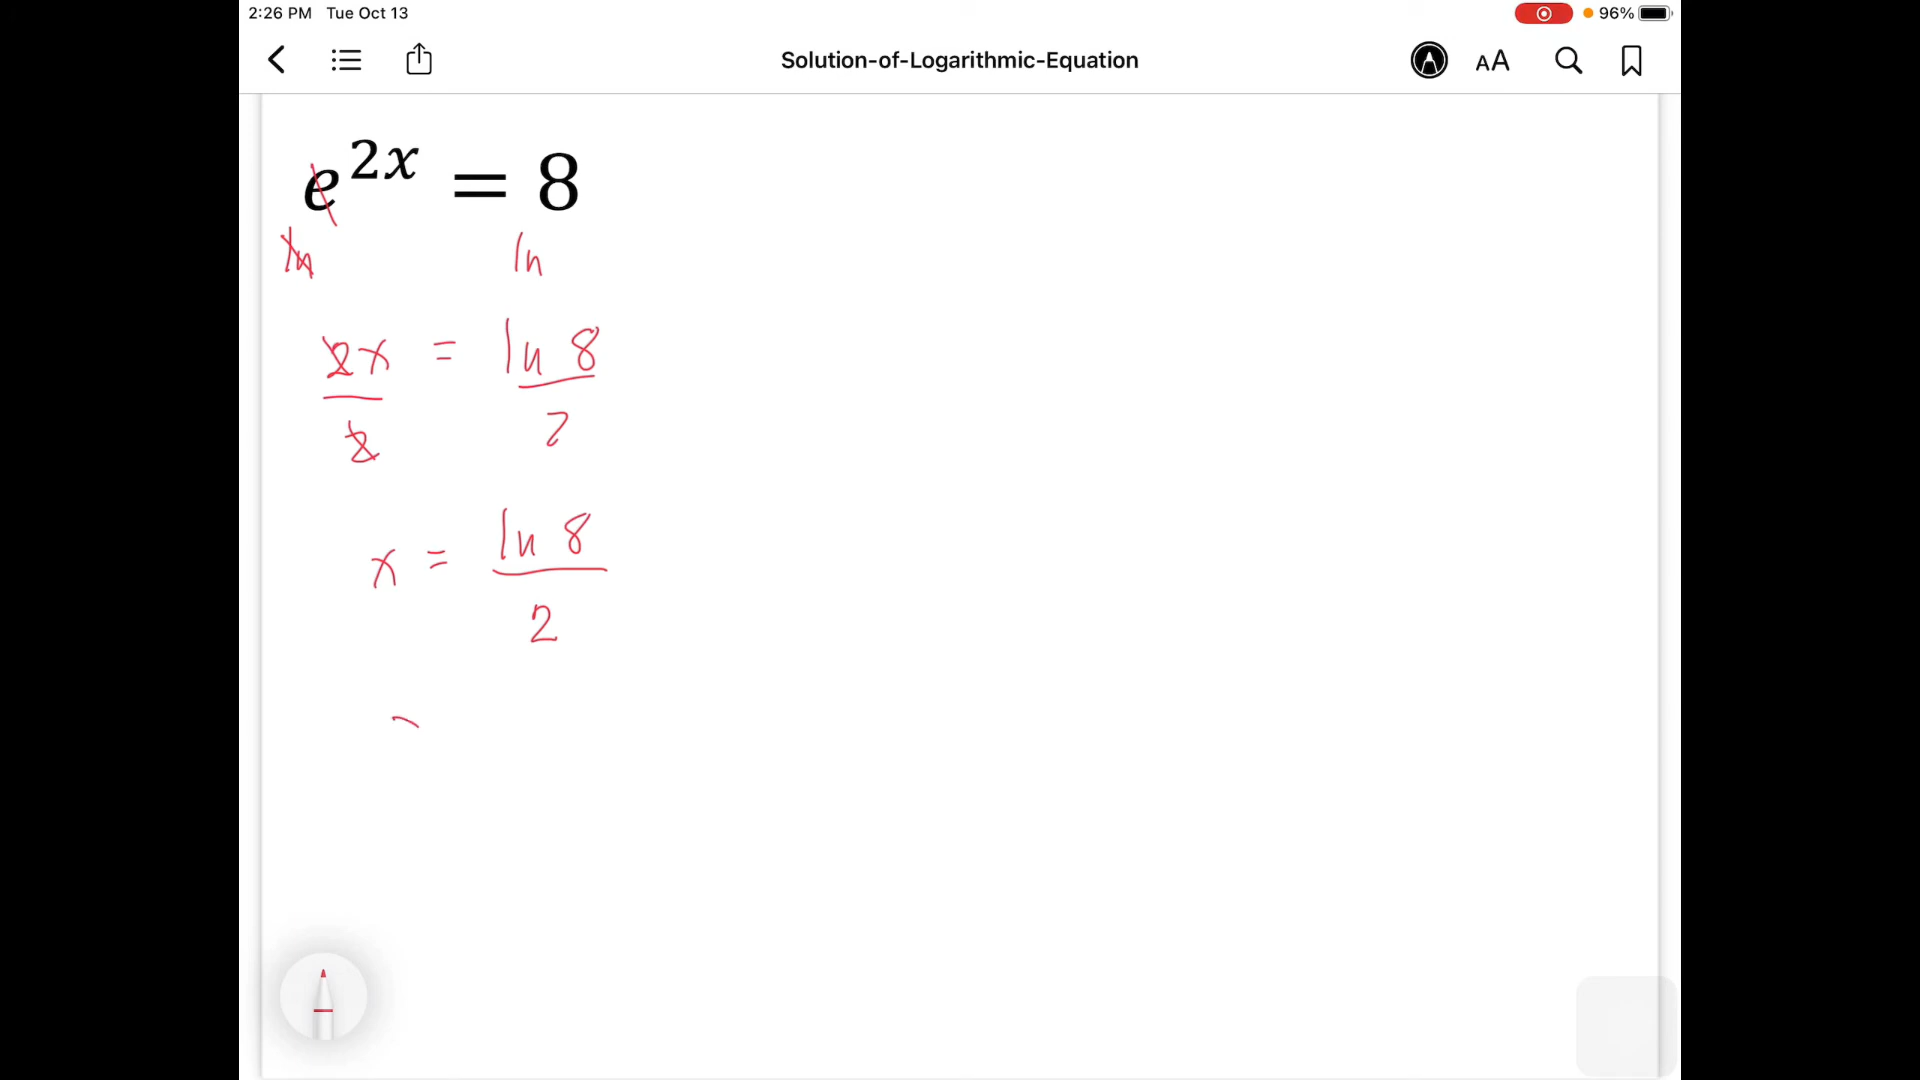 2:26 PM Tue Oct 13
96%
AA
Solution-of-Logarithmic-Equation
e^{2x} = 8
ln ln
2x = ln 8
2 2
x = ln 8
2